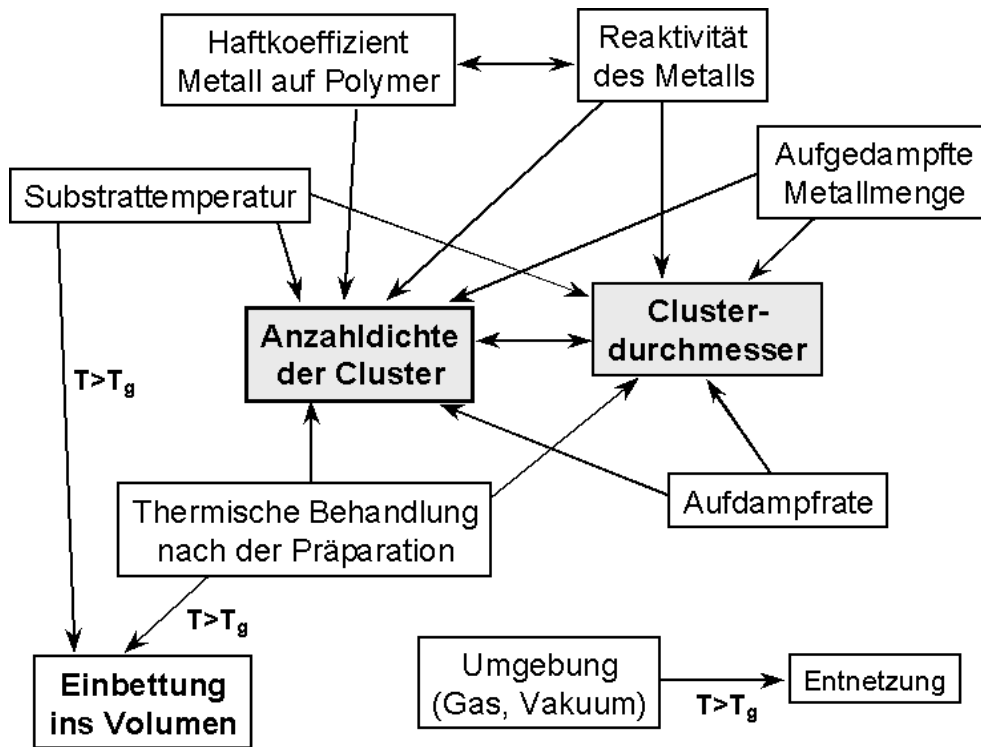 Haftkoeffizient
Metall auf Polymer
Reaktivität
des Metalls
Aufgedampfte
Metallmenge
Substrattemperatur
Anzahldichte
der Cluster
Cluster-
durchmesser
T>Tg
Thermische Behandlung
nach der Präparation
Aufdampfrate
T>Tg
Einbettung
ins Volumen
Umgebung
(Gas, Vakuum)
T>Tg
Entnetzung